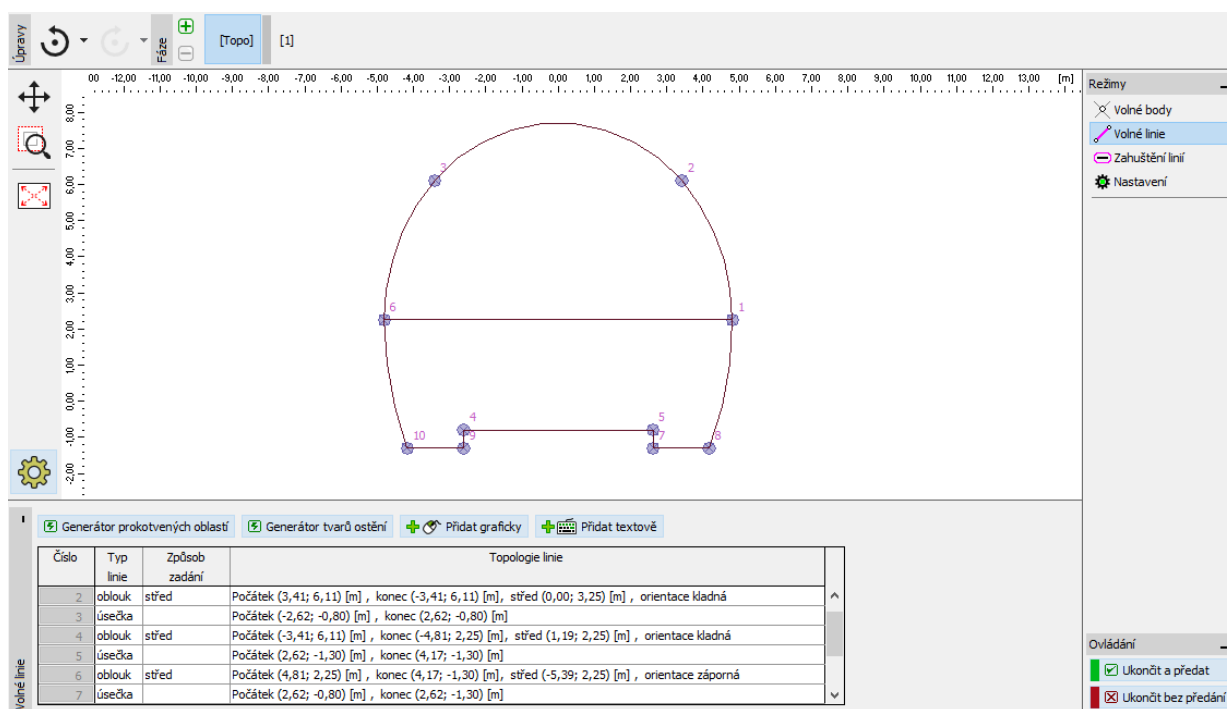 Úpravy
Fáze
[Topo]
[1]
00 -12,00 -11,00 -10,00 -9,00 -8,00 -7,00 -6,00 -5,00 -4,00 -3,00 -2,00 -1,00 0,00 1,00 2,00 3,00 4,00 5,00 6,00 7,00 8,00 9,00 10,00 11,00 12,00 13,00 [m]
8,00
7,00
6,00
5,00
4,00
3,00
2,00
1,00
0,00
-1,00
-2,00
3
2
6
1
4
5
10
9
7
8
Režimy
Volné body
Volné linie
Zahuštění linií
Nastavení
Generátor prokotvených oblastí
Generátor tvarů ostění
Přidat graficky
Přidat textově
Číslo Typ linie Způsob zadání Topologie linie
2 oblouk střed Počátek (3,41; 6,11) [m] , konec (-3,41; 6,11) [m], střed (0,00; 3,25) [m] , orientace kladná
3 úsečka Počátek (-2,62; -0,80) [m] , konec (2,62; -0,80) [m]
4 oblouk střed Počátek (-3,41; 6,11) [m] , konec (-4,81; 2,25) [m], střed (1,19; 2,25) [m] , orientace kladná
5 úsečka Počátek (2,62; -1,30) [m] , konec (4,17; -1,30) [m]
6 oblouk střed Počátek (4,81; 2,25) [m] , konec (4,17; -1,30) [m], střed (-5,39; 2,25) [m] , orientace záporná
7 úsečka Počátek (2,62; -0,80) [m] , konec (2,62; -1,30) [m]
Volné linie
Ovládání
Ukončit a předat
Ukončit bez předání